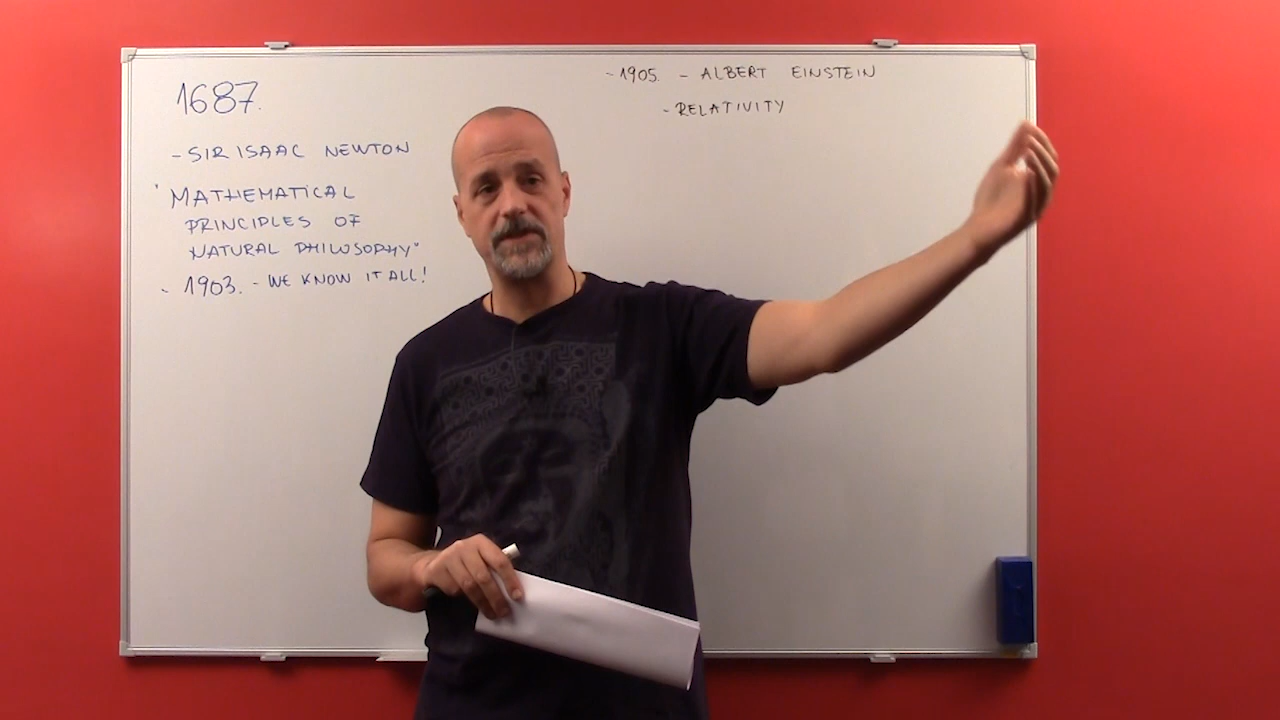 1687.
- SIR ISAAC NEWTON
"MATHEMATICAL
PRINCIPLES OF
NATURAL PHILOSOPHY"
- 1903. - WE KNOW IT ALL!
- 1905. - ALBERT EINSTEIN
- RELATIVITY